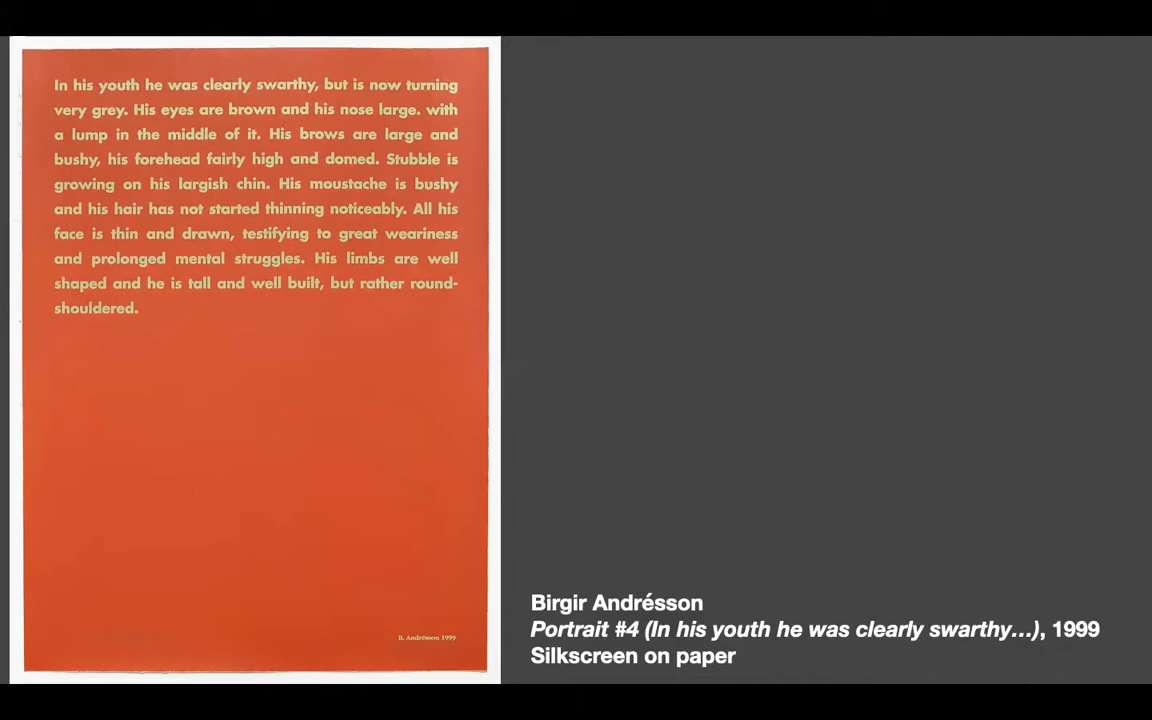 In his youth he was clearly swarthy, but is now turning
very grey. His eyes are brown and his nose large. with
a lump in the middle of it. His brows are large and
bushy, his forehead fairly high and domed. Stubble is
growing on his largish chin. His moustache is bushy
and his hair has not started thinning noticeably. All his
face is thin and drawn, testifying to great weariness
and prolonged mental struggles. His limbs are well
shaped and he is tall and well built, but rather round-
shouldered.
B. Andrésson 1999
Birgir Andrésson
Portrait #4 (In his youth he was clearly swarthy...), 1999
Silkscreen on paper